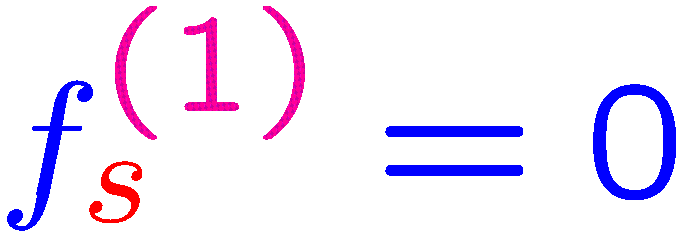 f_s^{(1)} = 0